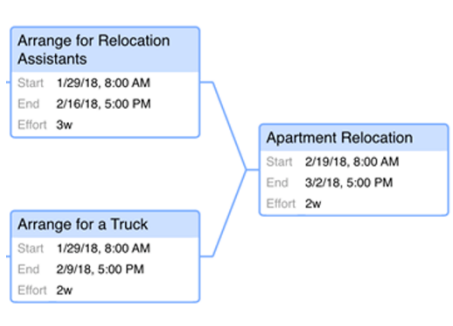 Arrange for Relocation
Assistants
Start 1/29/18, 8:00 AM
End 2/16/18, 5:00 PM
Effort 3w
Apartment Relocation
Start 2/19/18, 8:00 AM
End 3/2/18, 5:00 PM
Effort 2w
Arrange for a Truck
Start 1/29/18, 8:00 AM
End 2/9/18, 5:00 PM
Effort 2w